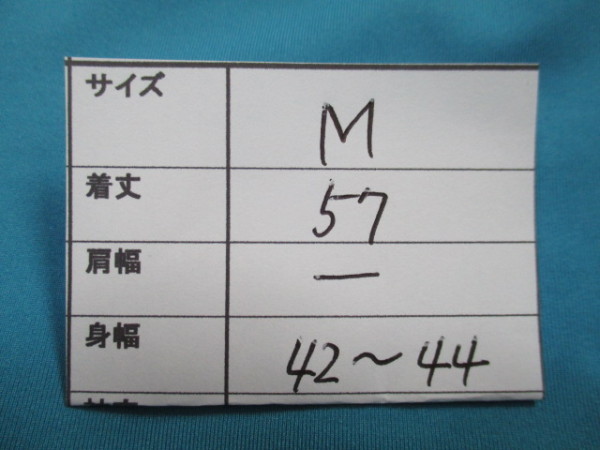 サイズ M
着丈 57
肩幅 —
身幅 42～44